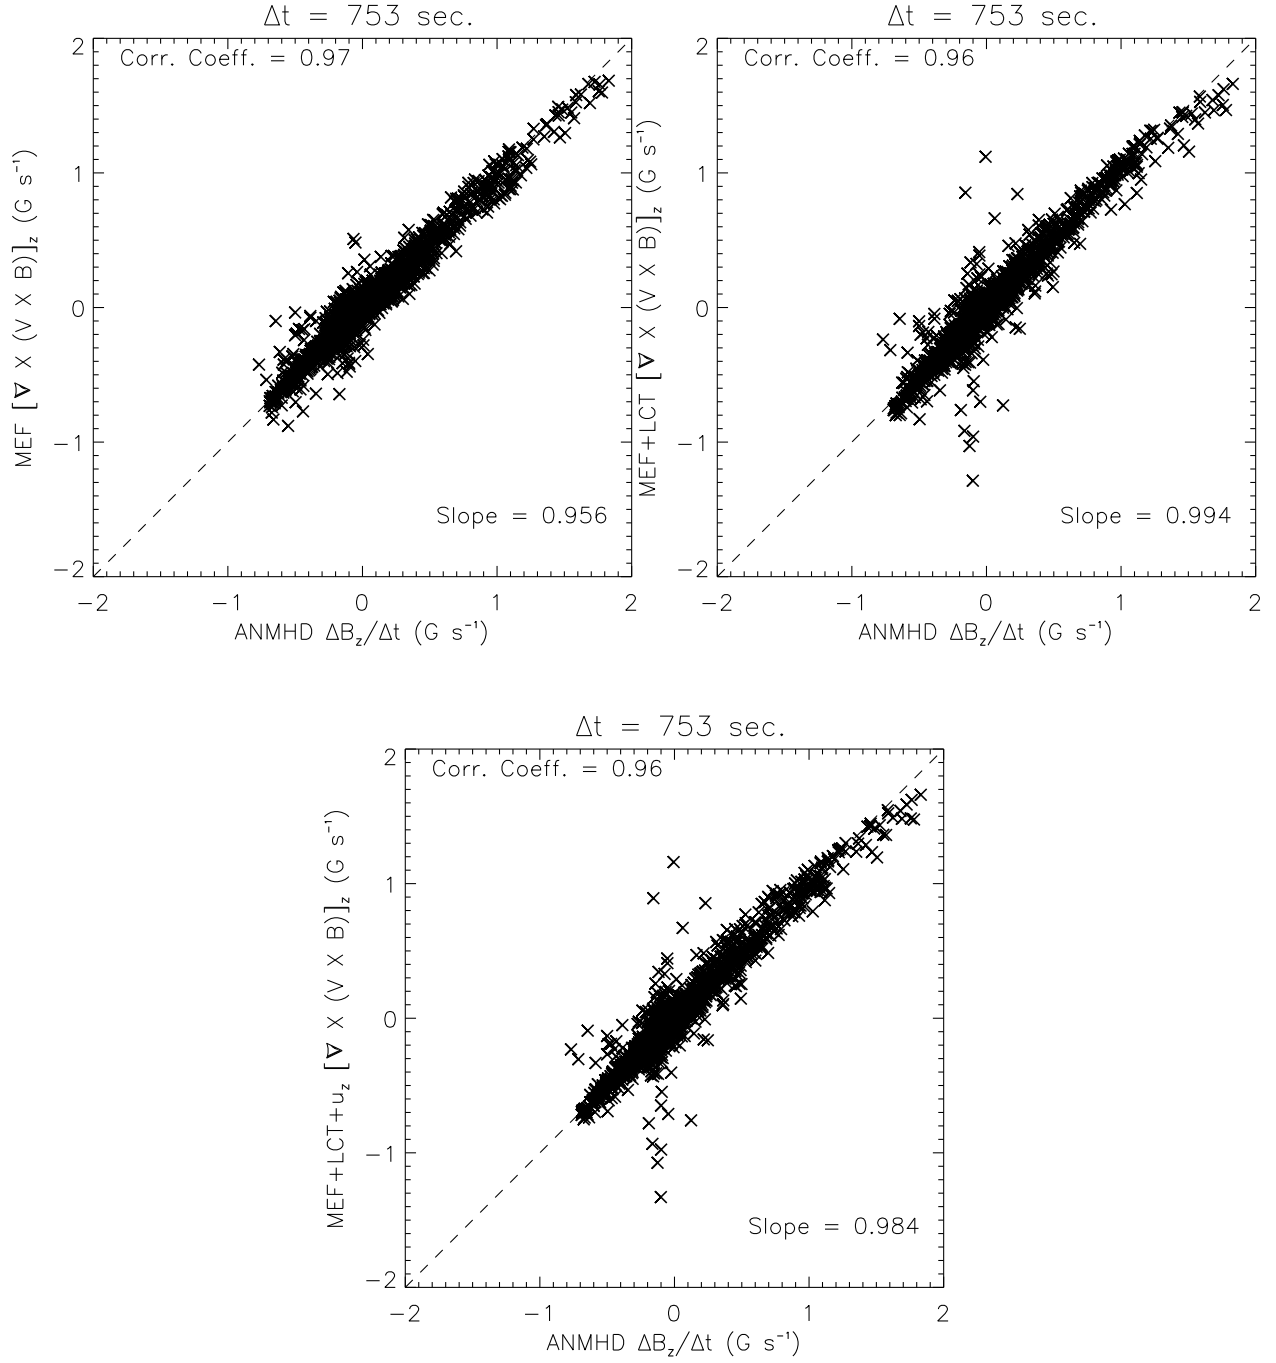 Δt = 753 sec.
Corr. Coeff. = 0.97
MEF [∇ X (V X B)]z (G s⁻¹)
2
1
0
−1
−2
Slope = 0.956
−2 −1 0 1 2
ANMHD ΔBz/Δt (G s⁻¹)
Δt = 753 sec.
Corr. Coeff. = 0.96
MEF+LCT [∇ X (V X B)]z (G s⁻¹)
2
1
0
−1
−2
Slope = 0.994
−2 −1 0 1 2
ANMHD ΔBz/Δt (G s⁻¹)
Δt = 753 sec.
Corr. Coeff. = 0.96
MEF+LCT+uz [∇ X (V X B)]z (G s⁻¹)
2
1
0
−1
−2
Slope = 0.984
−2 −1 0 1 2
ANMHD ΔBz/Δt (G s⁻¹)